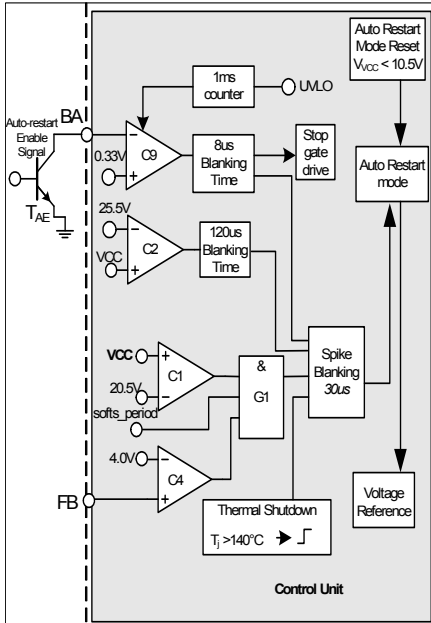 Auto Restart
Mode Reset
VVCC < 10.5V
1ms
counter
UVLO
BA
Auto-restart
Enable
Signal
TAE
0.33V
C9
8us
Blanking
Time
Stop
gate
drive
Auto Restart
mode
25.5V
VCC
C2
120us
Blanking
Time
VCC
20.5V
C1
softs_period
&
G1
Spike
Blanking
30us
4.0V
C4
FB
Thermal Shutdown
Tj >140°C
Voltage
Reference
Control Unit